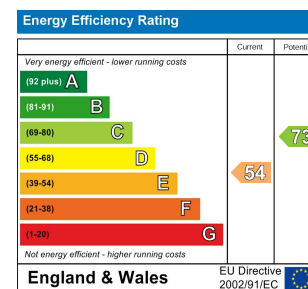 Energy Efficiency Rating
Current Potenti
Very energy efficient - lower running costs
(92 plus) A
(81-91) B
(69-80) C
73
(55-68) D
54
(39-54) E
(21-38) F
(1-20) G
Not energy efficient - higher running costs
England & Wales
EU Directive
2002/91/EC